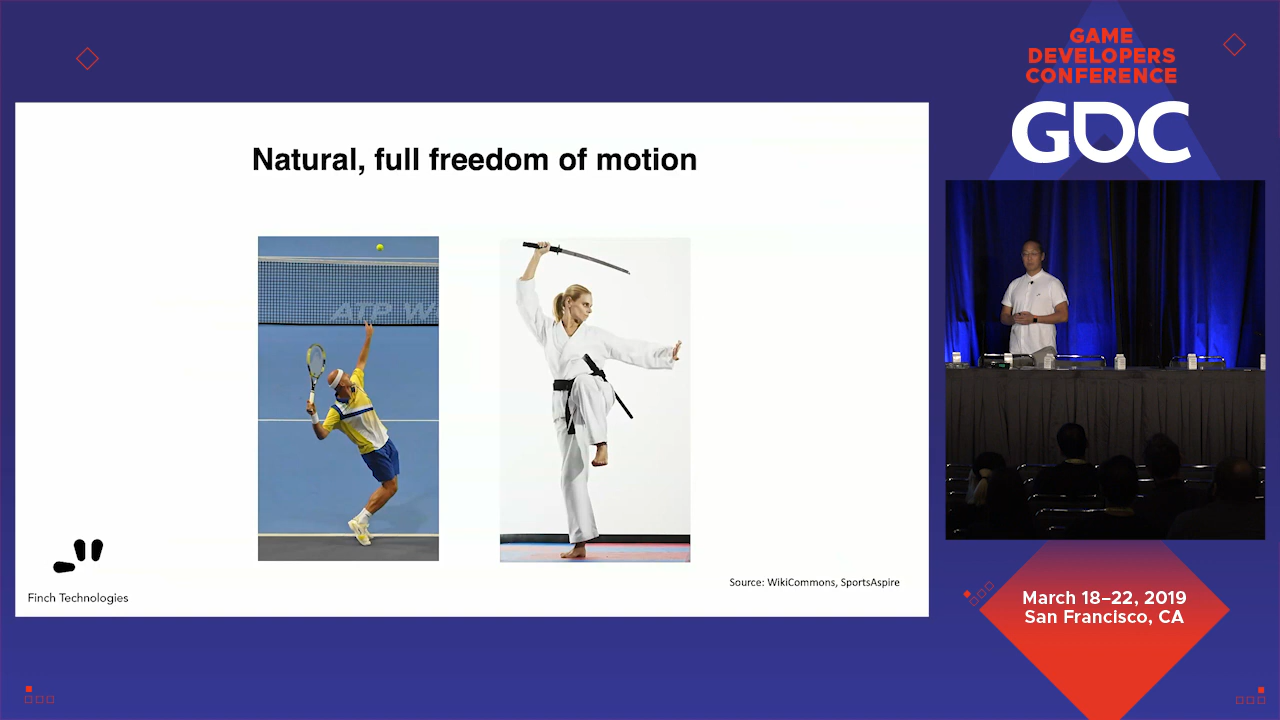 GAME
DEVELOPERS
CONFERENCE
GDC
Natural, full freedom of motion
ATP W
Source: WikiCommons, SportsAspire
Finch Technologies
March 18–22, 2019
San Francisco, CA